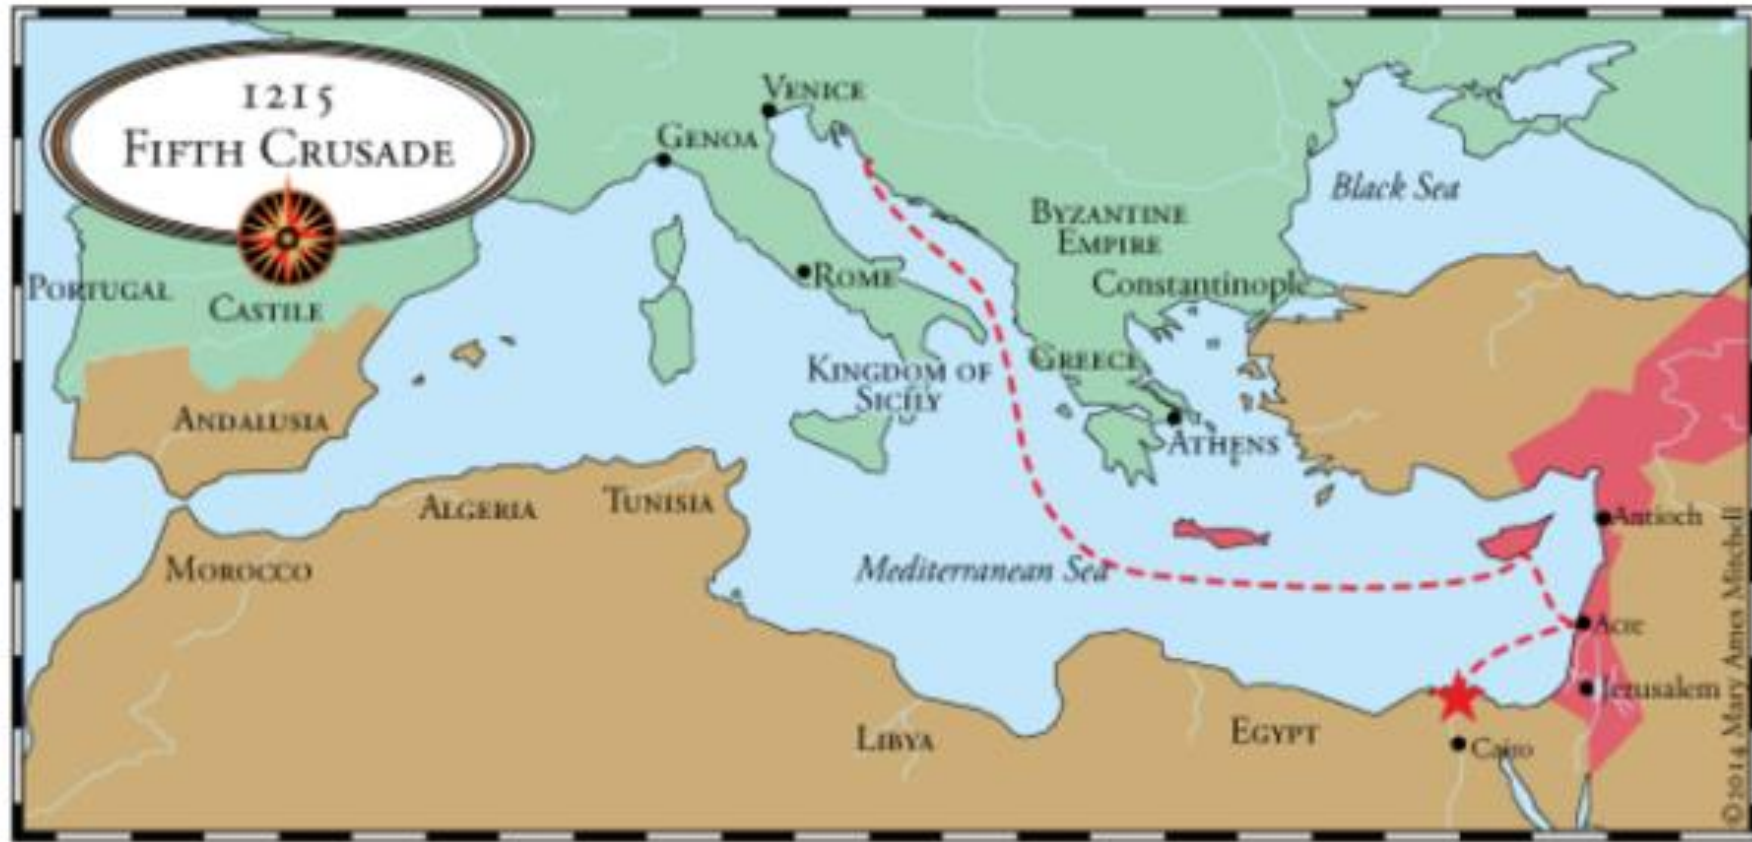 1215
FIFTH CRUSADE
VENICE
GENOA
Black Sea
BYZANTINE
EMPIRE
PORTUGAL
ROME
Constantinople
CASTILE
KINGDOM OF
SICILY
GREECE
ANDALUSIA
ATHENS
ALGERIA
TUNISIA
Antioch
MOROCCO
Mediterranean Sea
Acre
Jerusalem
LIBYA
EGYPT
Cairo
©2014 Mary Ames Mitchell